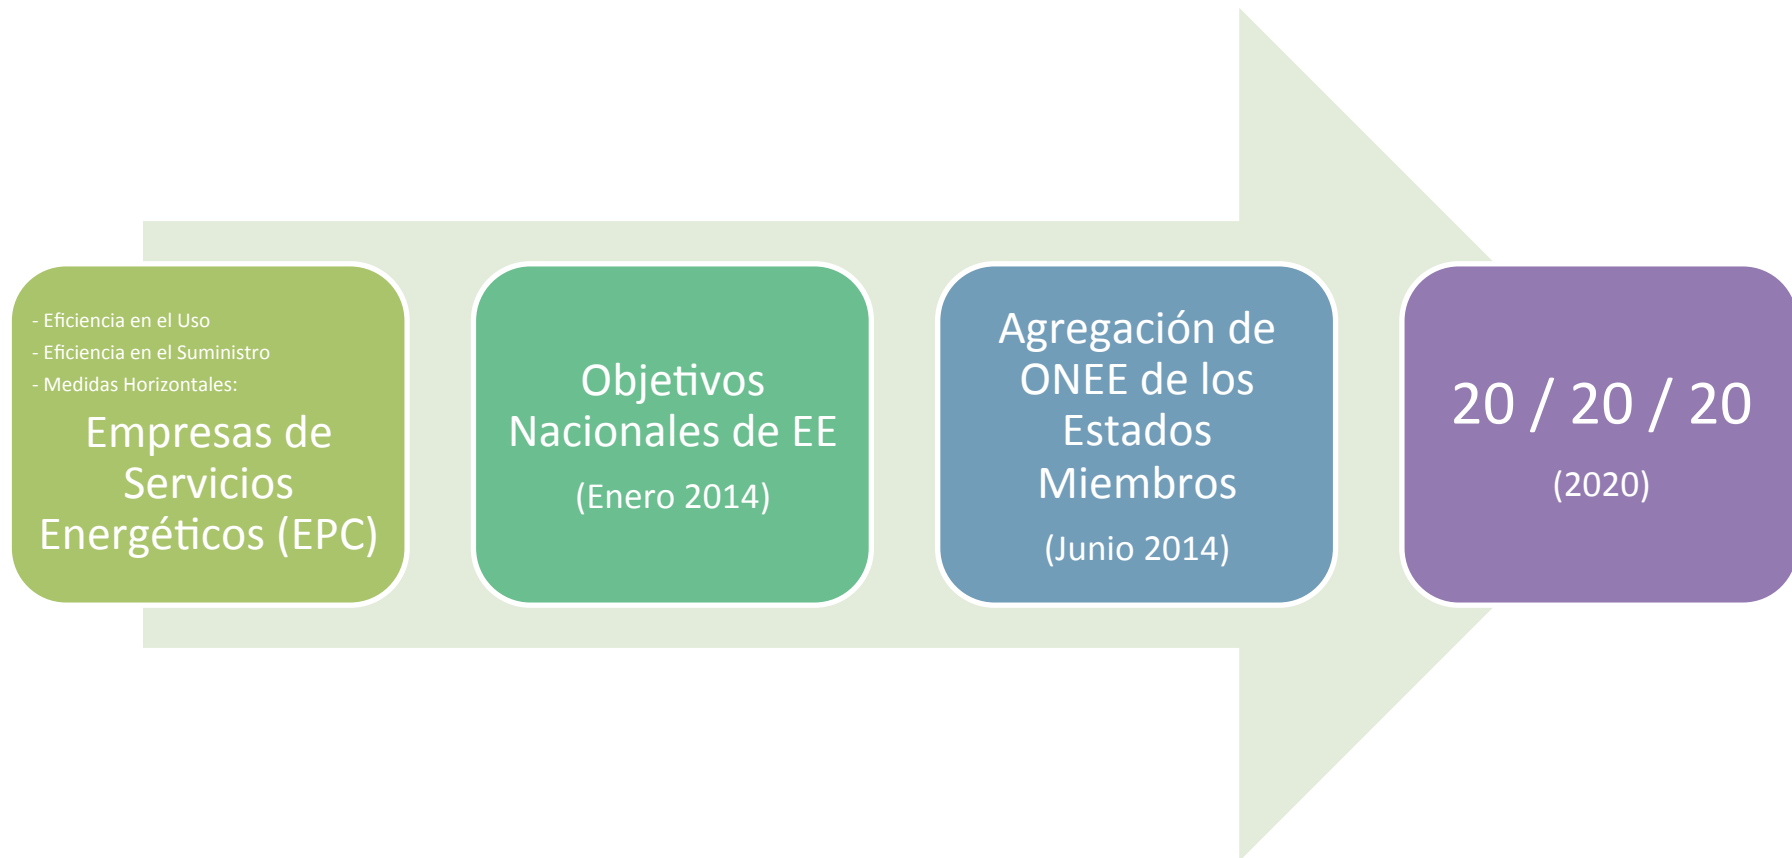 - Eficiencia en el Uso
- Eficiencia en el Suministro
- Medidas Horizontales:
Empresas de
Servicios
Energéticos (EPC)
Objetivos
Nacionales de EE
(Enero 2014)
Agregación de
ONEE de los
Estados
Miembros
(Junio 2014)
20 / 20 / 20
(2020)